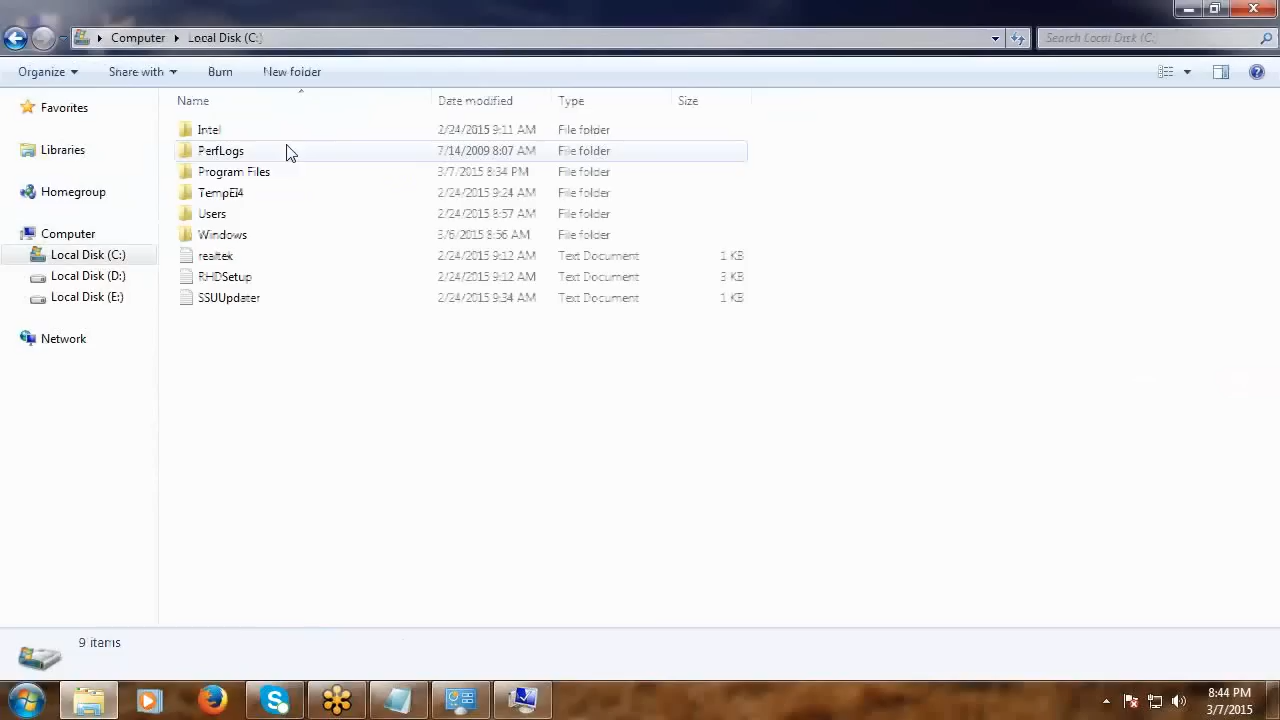 Computer Local Disk (C:) Search Local Disk (C:)
Organize Share with Burn New folder
Name Date modified Type Size
Favorites
Libraries
Homegroup
Computer
Local Disk (C:)
Local Disk (D:)
Local Disk (E:)
Network
Intel 2/24/2015 9:11 AM File folder
PerfLogs 7/14/2009 8:07 AM File folder
Program Files 3/7/2015 8:34 PM File folder
TempEI4 2/24/2015 9:24 AM File folder
Users 2/24/2015 8:57 AM File folder
Windows 3/6/2015 8:56 AM File folder
realtek 2/24/2015 9:12 AM Text Document 1 KB
RHDSetup 2/24/2015 9:12 AM Text Document 3 KB
SSUUpdater 2/24/2015 9:34 AM Text Document 1 KB
9 items
8:44 PM
3/7/2015